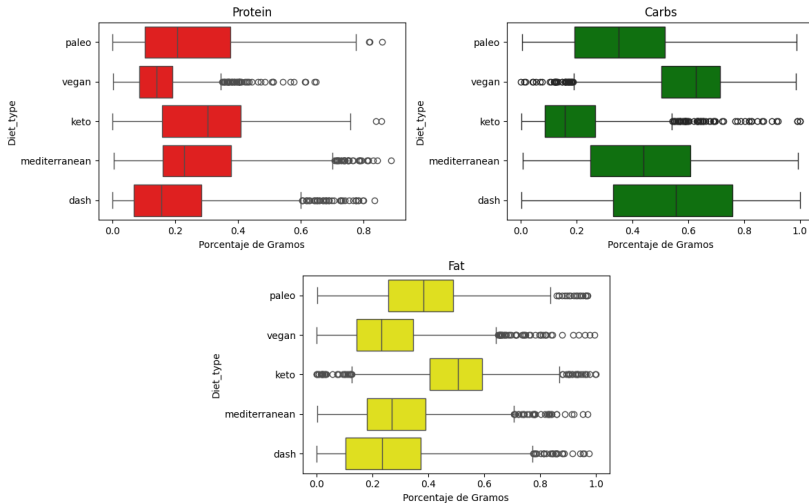 Protein
Diet_type
paleo
vegan
keto
mediterranean
dash
0.0 0.2 0.4 0.6 0.8
Porcentaje de Gramos
Carbs
Diet_type
paleo
vegan
keto
mediterranean
dash
0.0 0.2 0.4 0.6 0.8 1.0
Porcentaje de Gramos
Fat
Diet_type
paleo
vegan
keto
mediterranean
dash
0.0 0.2 0.4 0.6 0.8 1.0
Porcentaje de Gramos